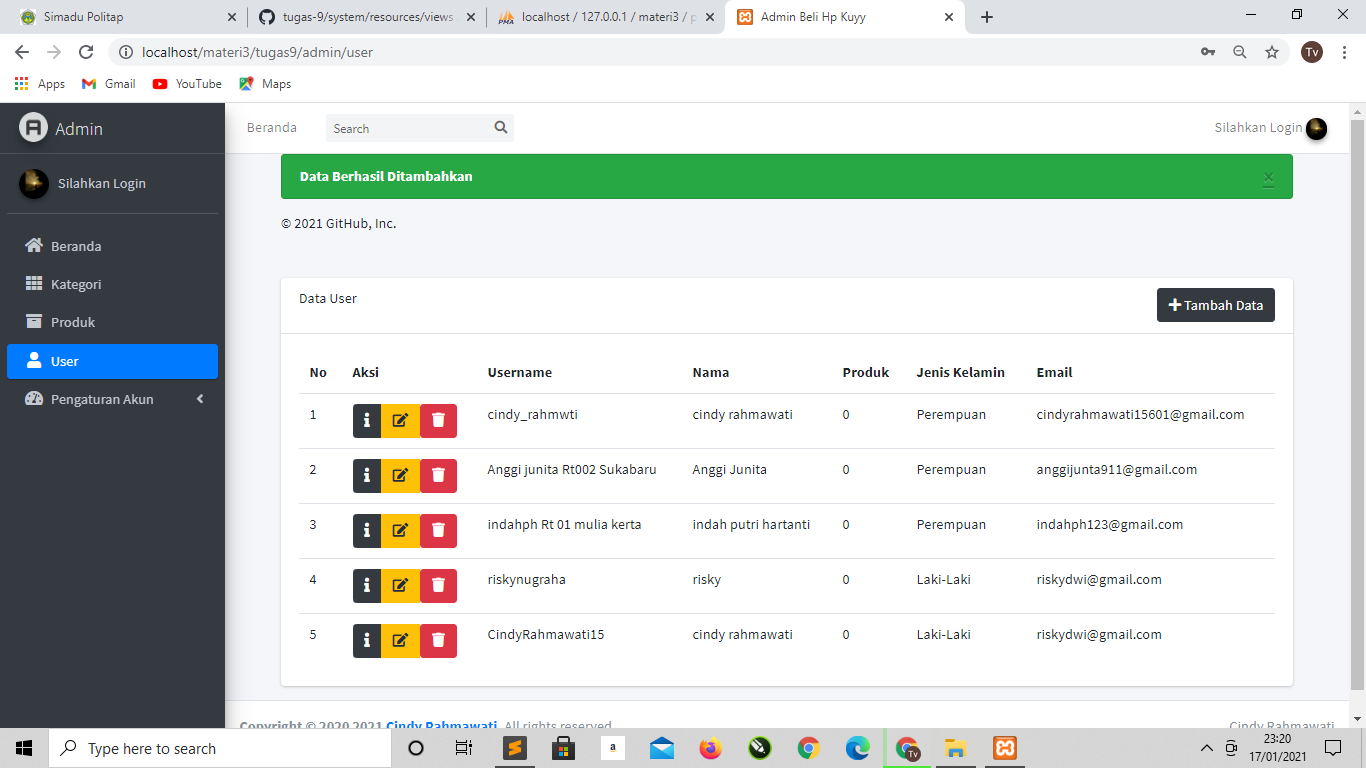 Simadu Politap
tugas-9/system/resources/views
localhost / 127.0.0.1 / materi3 / p
Admin Beli Hp Kuyy
localhost/materi3/tugas9/admin/user
Tv
Apps Gmail YouTube Maps
Admin
Beranda Search Silahkan Login
Silahkan Login
Data Berhasil Ditambahkan ×
© 2021 GitHub, Inc.
Beranda
Kategori
Produk
User
Pengaturan Akun
Data User
Tambah Data
No Aksi Username Nama Produk Jenis Kelamin Email
1 cindy_rahmwti cindy rahmawati 0 Perempuan cindyrahmawati15601@gmail.com
2 Anggi junita Rt002 Sukabaru Anggi Junita 0 Perempuan anggijunta911@gmail.com
3 indahph Rt 01 mulia kerta indah putri hartanti 0 Perempuan indahph123@gmail.com
4 riskynugraha risky 0 Laki-Laki riskydwi@gmail.com
5 CindyRahmawati15 cindy rahmawati 0 Laki-Laki riskydwi@gmail.com
Copyright © 2020 2021 Cindy Rahmawati. All rights reserved. Cindy Rahmawati
Type here to search
23:20
17/01/2021